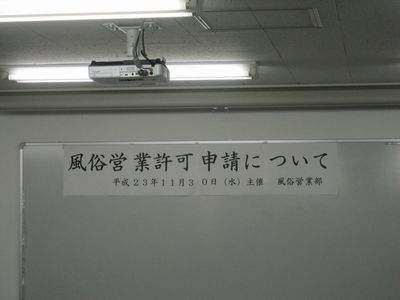 風俗営業許可申請について
平成23年11月30日（水）主催　風俗営業部